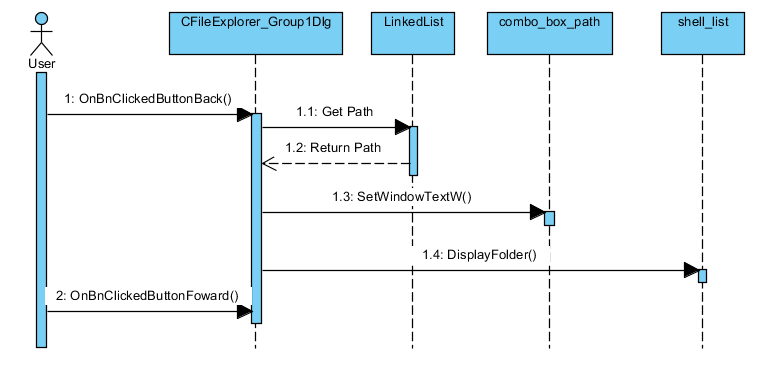 CFileExplorer_Group1Dlg
LinkedList
combo_box_path
shell_list
User
1: OnBnClickedButtonBack()
1.1: Get Path
1.2: Return Path
1.3: SetWindowTextW()
1.4: DisplayFolder()
2: OnBnClickedButtonFoward()